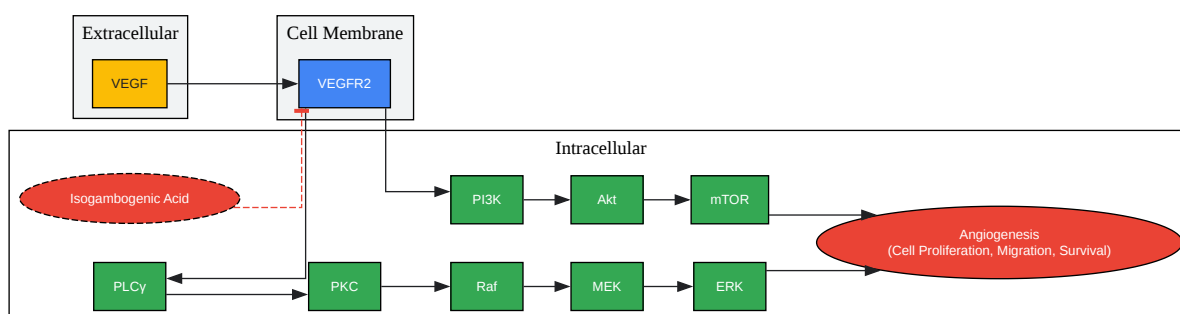 Extracellular
Cell Membrane
VEGF
VEGFR2
Intracellular
Isogambogenic Acid
PI3K
Akt
mTOR
Angiogenesis
(Cell Proliferation, Migration, Survival)
PLCγ
PKC
Raf
MEK
ERK